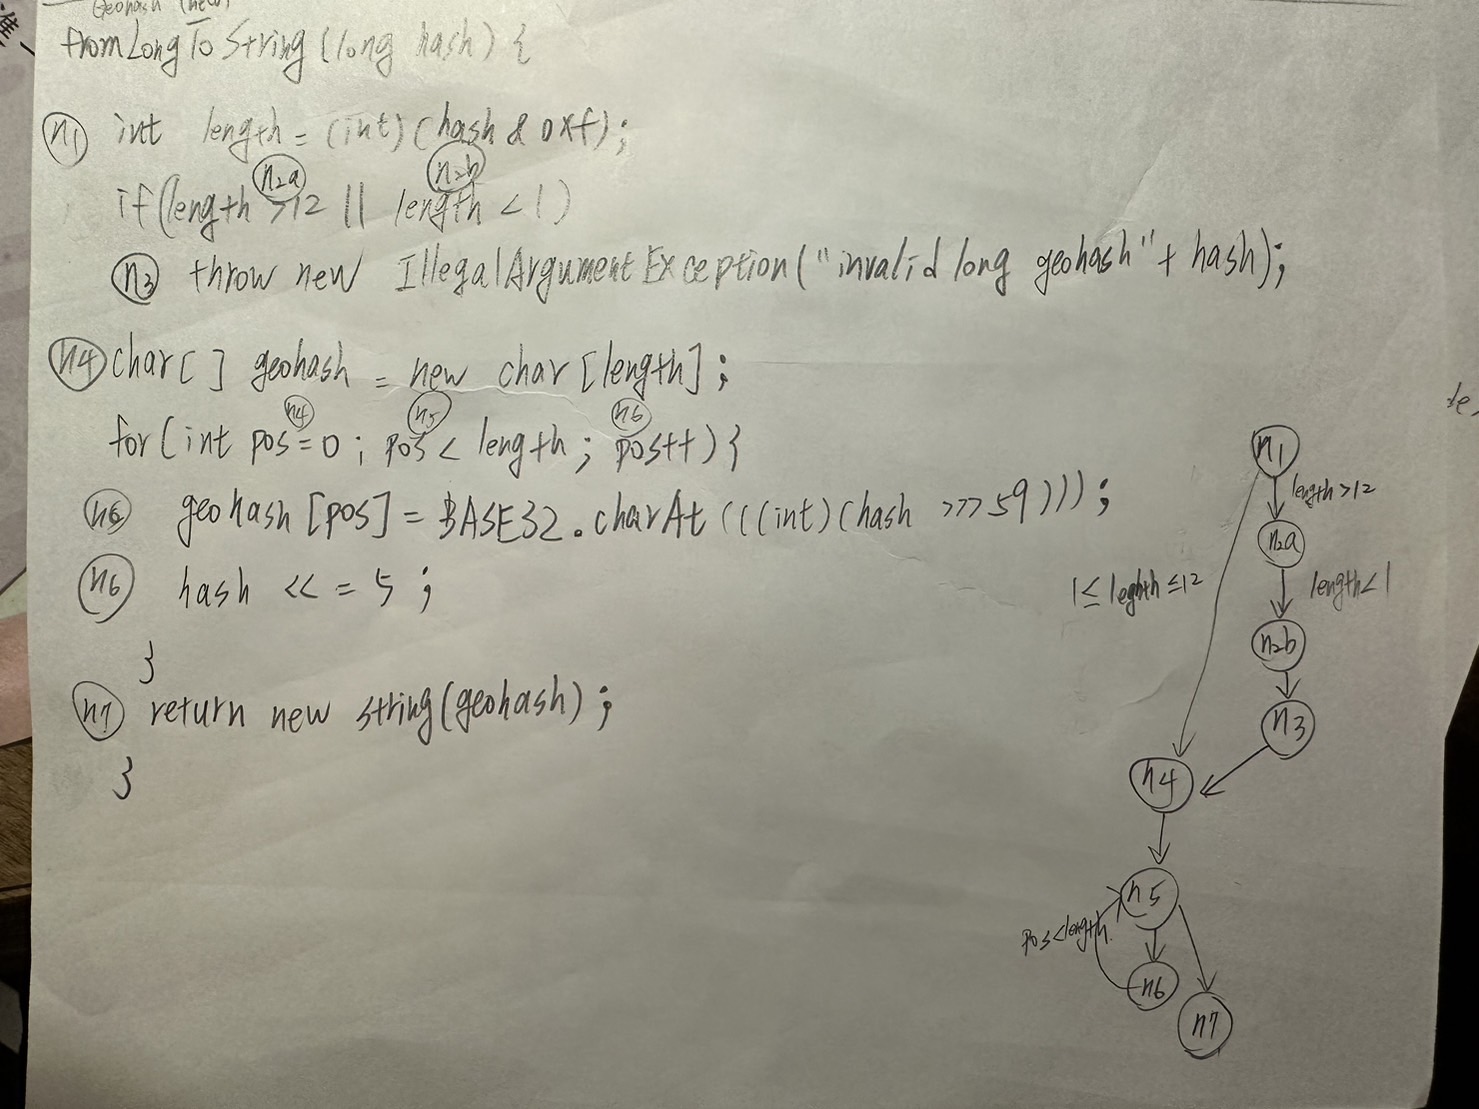 Geohash (new)
fromLongToString (long hash) {
n1 int length = (int) (hash & 0xf);
n2a n2b
if (length >12 || length < 1)
n3 throw new IllegalArgumentException("invalid long geohash" + hash);
n4 char[] geohash = new char [length];
n4 n5 n6
for (int pos = 0 ; pos < length ; pos++) {
n6 geohash [pos] = BASE32.charAt (((int) (hash >>> 59)));
n6 hash << = 5 ;
}
n7 return new string (geohash) ;
}
n1
length >12
n2a
1 ≤ leghth ≤ 12
length < 1
n2b
n3
n4
n5
pos < length
n6
n7